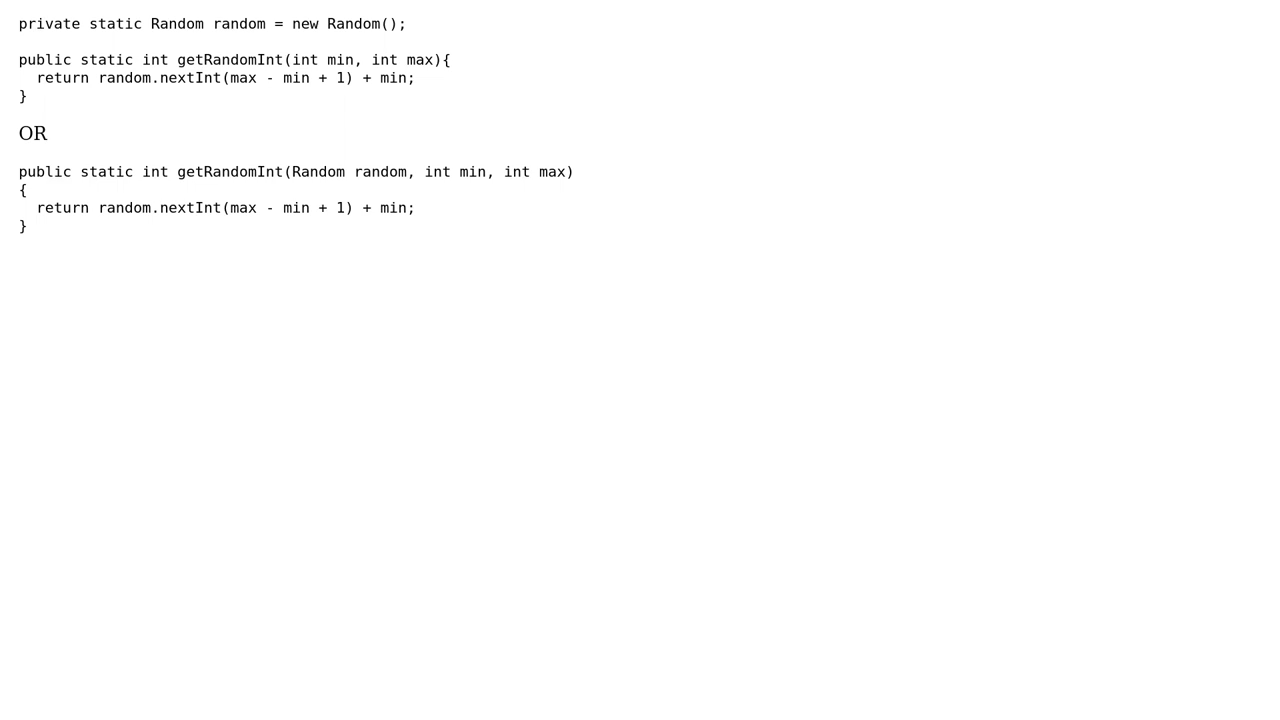 private static Random random = new Random();

public static int getRandomInt(int min, int max){
  return random.nextInt(max - min + 1) + min;
}

OR

public static int getRandomInt(Random random, int min, int max)
{
  return random.nextInt(max - min + 1) + min;
}